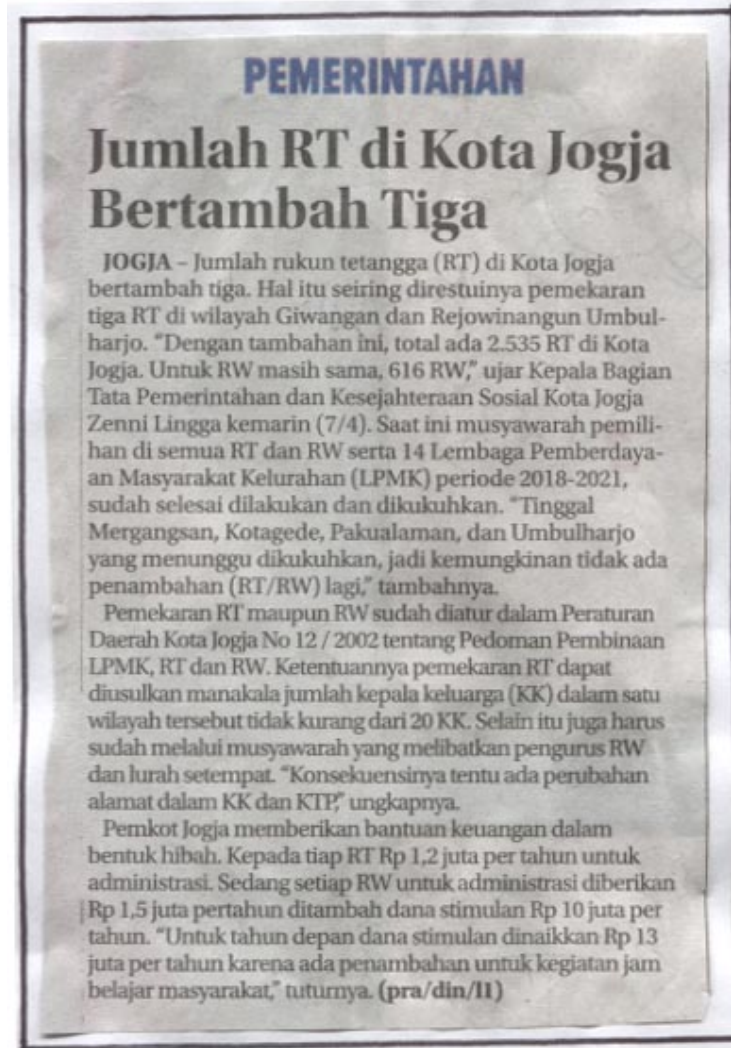 PEMERINTAHAN
Jumlah RT di Kota Jogja
Bertambah Tiga
JOGJA – Jumlah rukun tetangga (RT) di Kota Jogja
bertambah tiga. Hal itu seiring direstuinya pemekaran
tiga RT di wilayah Giwangan dan Rejowinangun Umbul-
harjo. "Dengan tambahan ini, total ada 2.535 RT di Kota
Jogja. Untuk RW masih sama, 616 RW," ujar Kepala Bagian
Tata Pemerintahan dan Kesejahteraan Sosial Kota Jogja
Zenni Lingga kemarin (7/4). Saat ini musyawarah pemili-
han di semua RT dan RW serta 14 Lembaga Pemberdaya-
an Masyarakat Kelurahan (LPMK) periode 2018-2021,
sudah selesai dilakukan dan dikukuhkan. "Tinggal
Mergangsan, Kotagede, Pakualaman, dan Umbulharjo
yang menunggu dikukuhkan, jadi kemungkinan tidak ada
penambahan (RT/RW) lagi," tambahnya.
Pemekaran RT maupun RW sudah diatur dalam Peraturan
Daerah Kota Jogja No 12 / 2002 tentang Pedoman Pembinaan
LPMK, RT dan RW. Ketentuannya pemekaran RT dapat
diusulkan manakala jumlah kepala keluarga (KK) dalam satu
wilayah tersebut tidak kurang dari 20 KK. Selain itu juga harus
sudah melalui musyawarah yang melibatkan pengurus RW
dan lurah setempat. "Konsekuensinya tentu ada perubahan
alamat dalam KK dan KTP," ungkapnya.
Pemkot Jogja memberikan bantuan keuangan dalam
bentuk hibah. Kepada tiap RT Rp 1,2 juta per tahun untuk
administrasi. Sedang setiap RW untuk administrasi diberikan
Rp 1,5 juta pertahun ditambah dana stimulan Rp 10 juta per
tahun. "Untuk tahun depan dana stimulan dinaikkan Rp 13
juta per tahun karena ada penambahan untuk kegiatan jam
belajar masyarakat," tuturnya. (pra/din/l1)